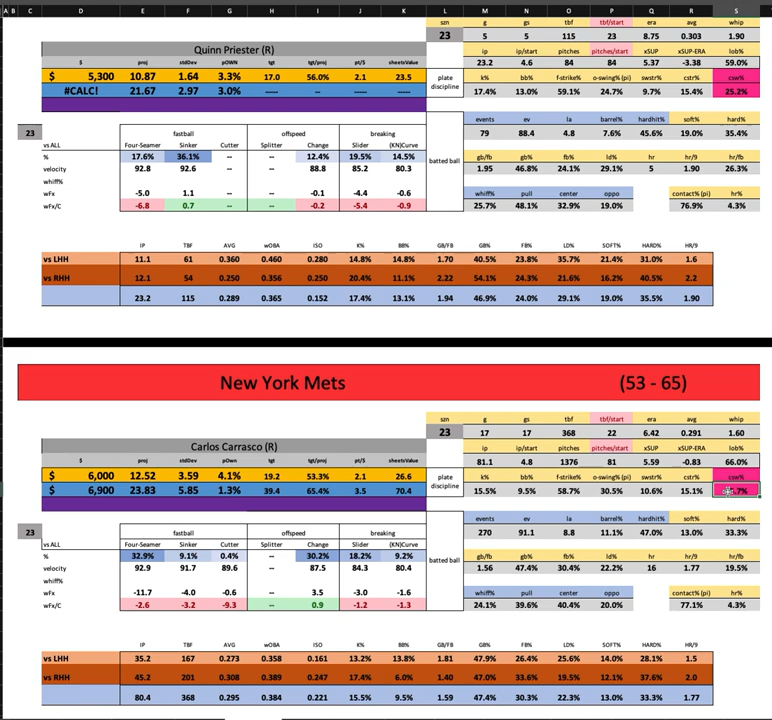 A B C D E F G H I J K L M N O P Q R S
szn g gs tbf tbf/start era avg whip
23 5 5 115 23 8.75 0.303 1.90
Quinn Priester (R)
ip ip/start pitches pitches/start xSUP xSUP-ERA lob%
23.2 4.6 84 84 5.37 -3.38 59.0%
$ proj stdDev pOWN tgt tgt/proj pt/$ sheetsValue
$ 5,300 10.87 1.64 3.3% 17.0 56.0% 2.1 23.5
#CALC! 21.67 2.97 3.0% ----- -- ----- -----
plate discipline
k% bb% f-strike% o-swing% (pi) swstr% cstr% csw%
17.4% 13.0% 59.1% 24.7% 9.7% 15.4% 25.2%
events ev la barrel% hardhit% soft% hard%
79 88.4 4.8 7.6% 45.6% 19.0% 35.4%
23 fastball offspeed breaking
vs ALL Four-Seamer Sinker Cutter Splitter Change Slider (KN)Curve
% 17.6% 36.1% -- -- 12.4% 19.5% 14.5%
velocity 92.8 92.6 -- -- 88.8 85.2 80.3
whiff%
wFx -5.0 1.1 -0.1 -4.4 -0.6
wFx/C -6.8 0.7 -- -- -0.2 -5.4 -0.9
batted ball
gb/fb gb% fb% ld% hr hr/9 hr/fb
1.95 46.8% 24.1% 29.1% 5 1.90 26.3%
whiff% pull center oppo contact% (pi) hr%
25.7% 48.1% 32.9% 19.0% 76.9% 4.3%
IP TBF AVG wOBA ISO K% BB% GB/FB GB% FB% LD% SOFT% HARD% HR/9
vs LHH 11.1 61 0.260 0.460 0.280 14.8% 14.8% 1.70 40.5% 23.8% 35.7% 21.4% 31.0% 1.6
vs RHH 12.1 54 0.250 0.356 0.250 20.4% 11.1% 2.22 54.1% 24.3% 21.6% 16.2% 40.5% 2.2
23.2 115 0.289 0.365 0.152 17.4% 13.1% 1.94 46.9% 24.0% 29.1% 19.0% 35.5% 1.90
New York Mets (53 - 65)
szn g gs tbf tbf/start era avg whip
23 17 17 368 22 6.42 0.291 1.60
Carlos Carrasco (R)
ip ip/start pitches pitches/start xSUP xSUP-ERA lob%
81.1 4.8 1376 81 5.59 -0.83 66.0%
$ proj stdDev pOwn tgt tgt/proj pt/$ sheetsValue
$ 6,000 12.52 3.59 4.1% 19.2 53.3% 2.1 26.6
$ 6,900 23.83 5.85 1.3% 39.4 65.4% 3.5 70.4
plate discipline
k% bb% f-strike% o-swing% (pi) swstr% cstr% csw%
15.5% 9.5% 58.7% 30.5% 10.6% 15.1% .7%
events ev la barrel% hardhit% soft% hard%
270 91.1 8.8 11.1% 47.0% 13.0% 33.3%
23 fastball offspeed breaking
vs ALL Four-Seamer Sinker Cutter Splitter Change Slider (KN)Curve
% 32.9% 9.1% 0.4% -- 30.2% 18.2% 9.2%
velocity 92.9 91.7 89.6 -- 87.5 84.3 80.4
whiff%
wFx -11.7 -4.0 -0.6 3.5 -3.0 -1.6
wFx/C -2.6 -3.2 -9.3 -- 0.9 -1.2 -1.3
batted ball
gb/fb gb% fb% ld% hr hr/9 hr/fb
1.56 47.4% 30.4% 22.2% 16 1.77 19.5%
whiff% pull center oppo contact% (pi) hr%
24.1% 39.6% 40.4% 20.0% 77.1% 4.3%
IP TBF AVG wOBA ISO K% BB% GB/FB GB% FB% LD% SOFT% HARD% HR/9
vs LHH 35.2 167 0.273 0.358 0.161 13.2% 13.8% 1.81 47.9% 26.4% 25.6% 14.0% 28.1% 1.5
vs RHH 45.2 201 0.308 0.389 0.247 17.4% 6.0% 1.40 47.0% 33.6% 19.5% 12.1% 37.6% 2.0
80.4 368 0.295 0.384 0.221 15.5% 9.5% 1.59 47.4% 30.3% 22.3% 13.0% 33.3% 1.77